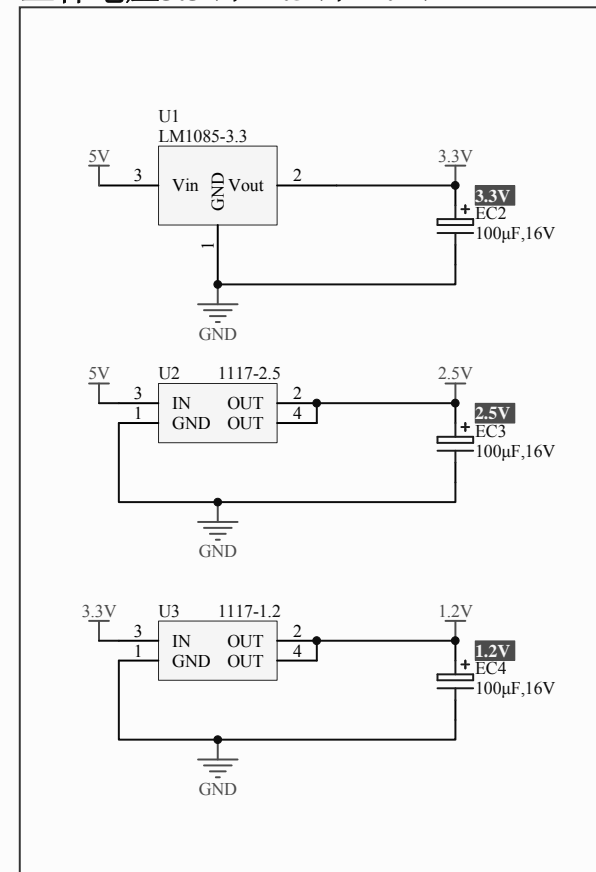 U1
LM1085-3.3
5V 3 Vin GND Vout 2 3.3V
3.3V
+ EC2
100μF,16V
1
GND
5V U2 1117-2.5 2.5V
3 IN OUT 2
1 GND OUT 4
2.5V
+ EC3
100μF,16V
GND
3.3V U3 1117-1.2 1.2V
3 IN OUT 2
1 GND OUT 4
1.2V
+ EC4
100μF,16V
GND